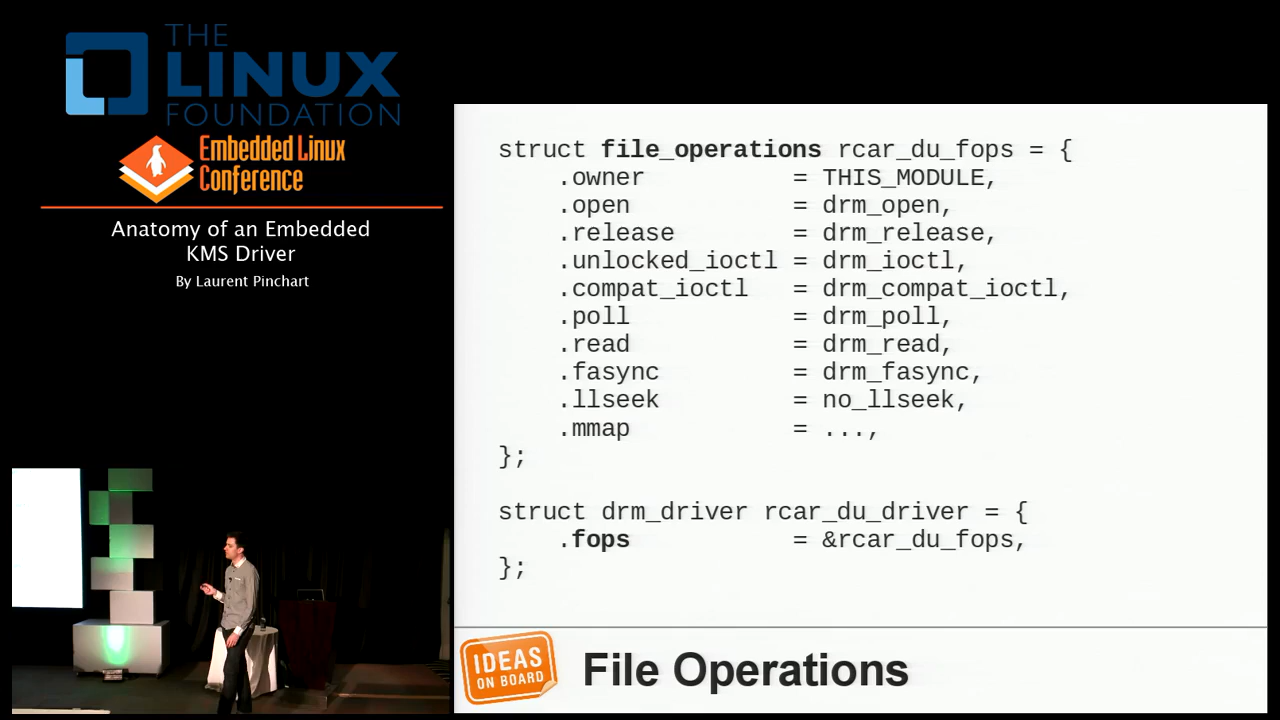 THE
LINUX
FOUNDATION
Embedded Linux
Conference
Anatomy of an Embedded
KMS Driver
By Laurent Pinchart
struct file_operations rcar_du_fops = {
    .owner          = THIS_MODULE,
    .open           = drm_open,
    .release        = drm_release,
    .unlocked_ioctl = drm_ioctl,
    .compat_ioctl   = drm_compat_ioctl,
    .poll           = drm_poll,
    .read           = drm_read,
    .fasync         = drm_fasync,
    .llseek         = no_llseek,
    .mmap           = ...,
};
struct drm_driver rcar_du_driver = {
    .fops           = &rcar_du_fops,
};
IDEAS
ON BOARD
File Operations